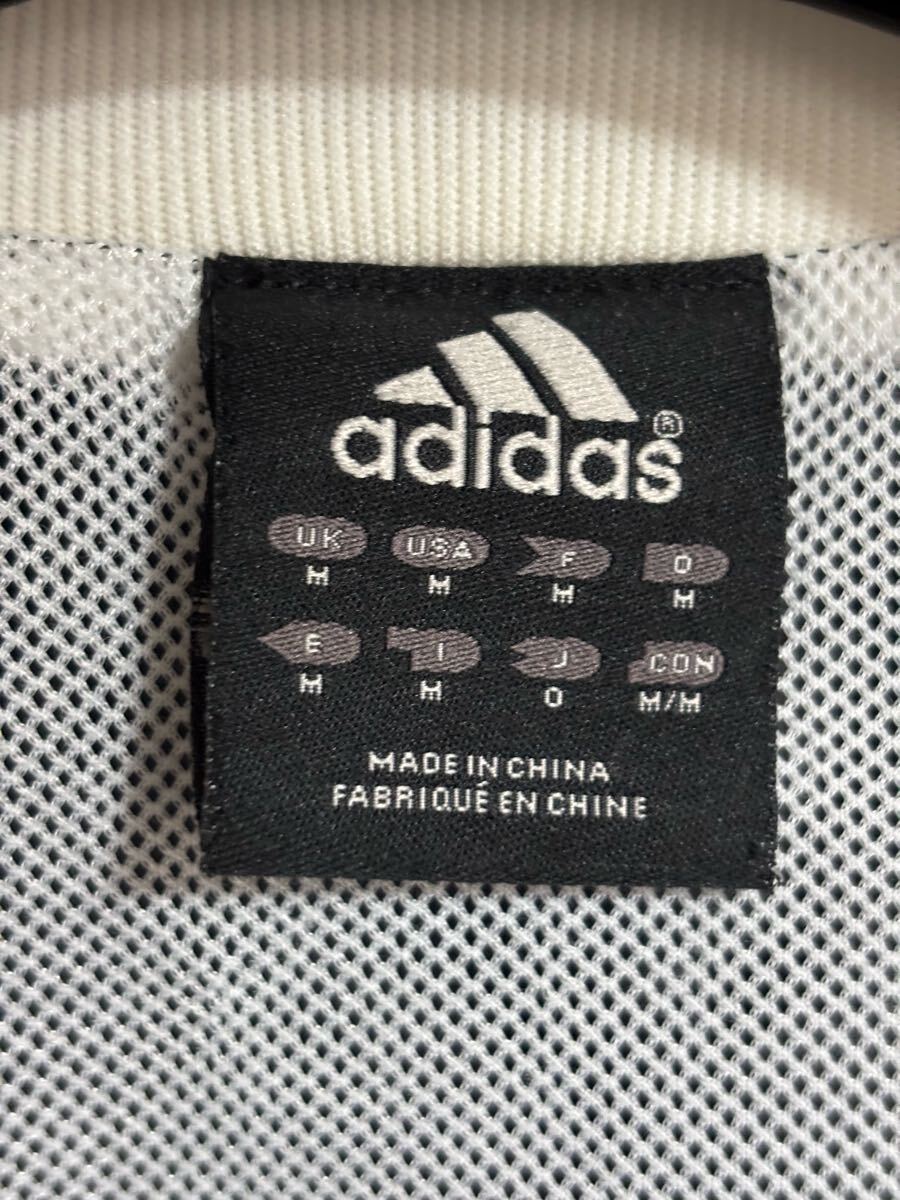 adidas®
UK USA F D
M M M M
E I J CON
M M O M/M
MADE IN CHINA
FABRIQUÉ EN CHINE